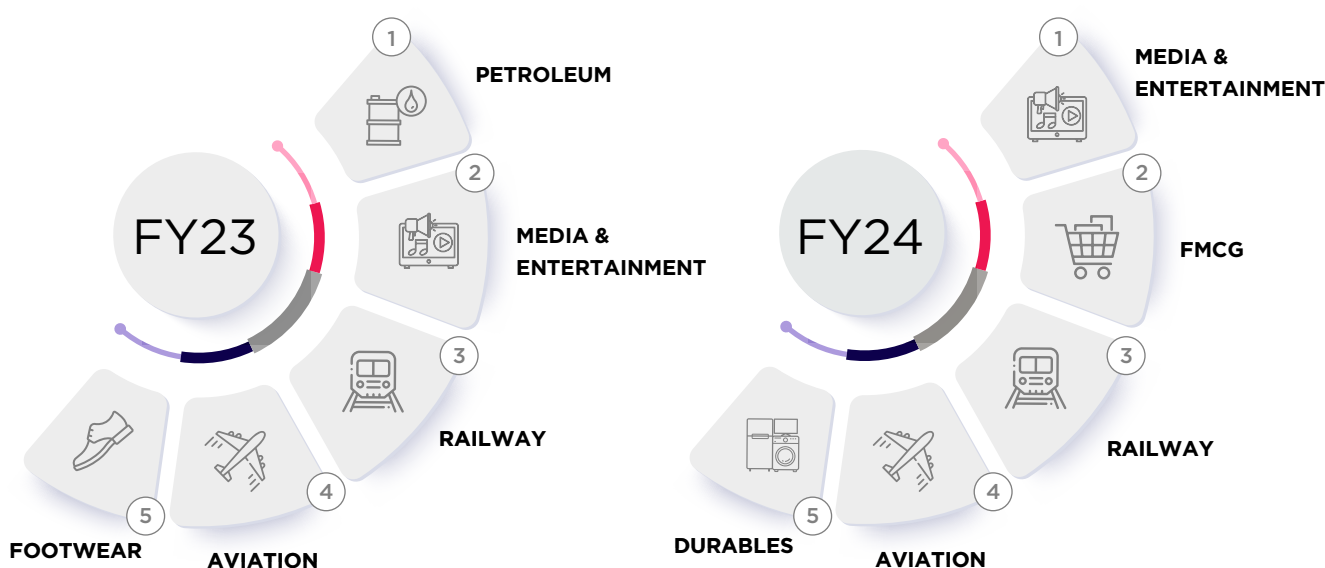 FY23
1
PETROLEUM
2
MEDIA &
ENTERTAINMENT
3
RAILWAY
4
AVIATION
5
FOOTWEAR
FY24
1
MEDIA &
ENTERTAINMENT
2
FMCG
3
RAILWAY
4
AVIATION
5
DURABLES